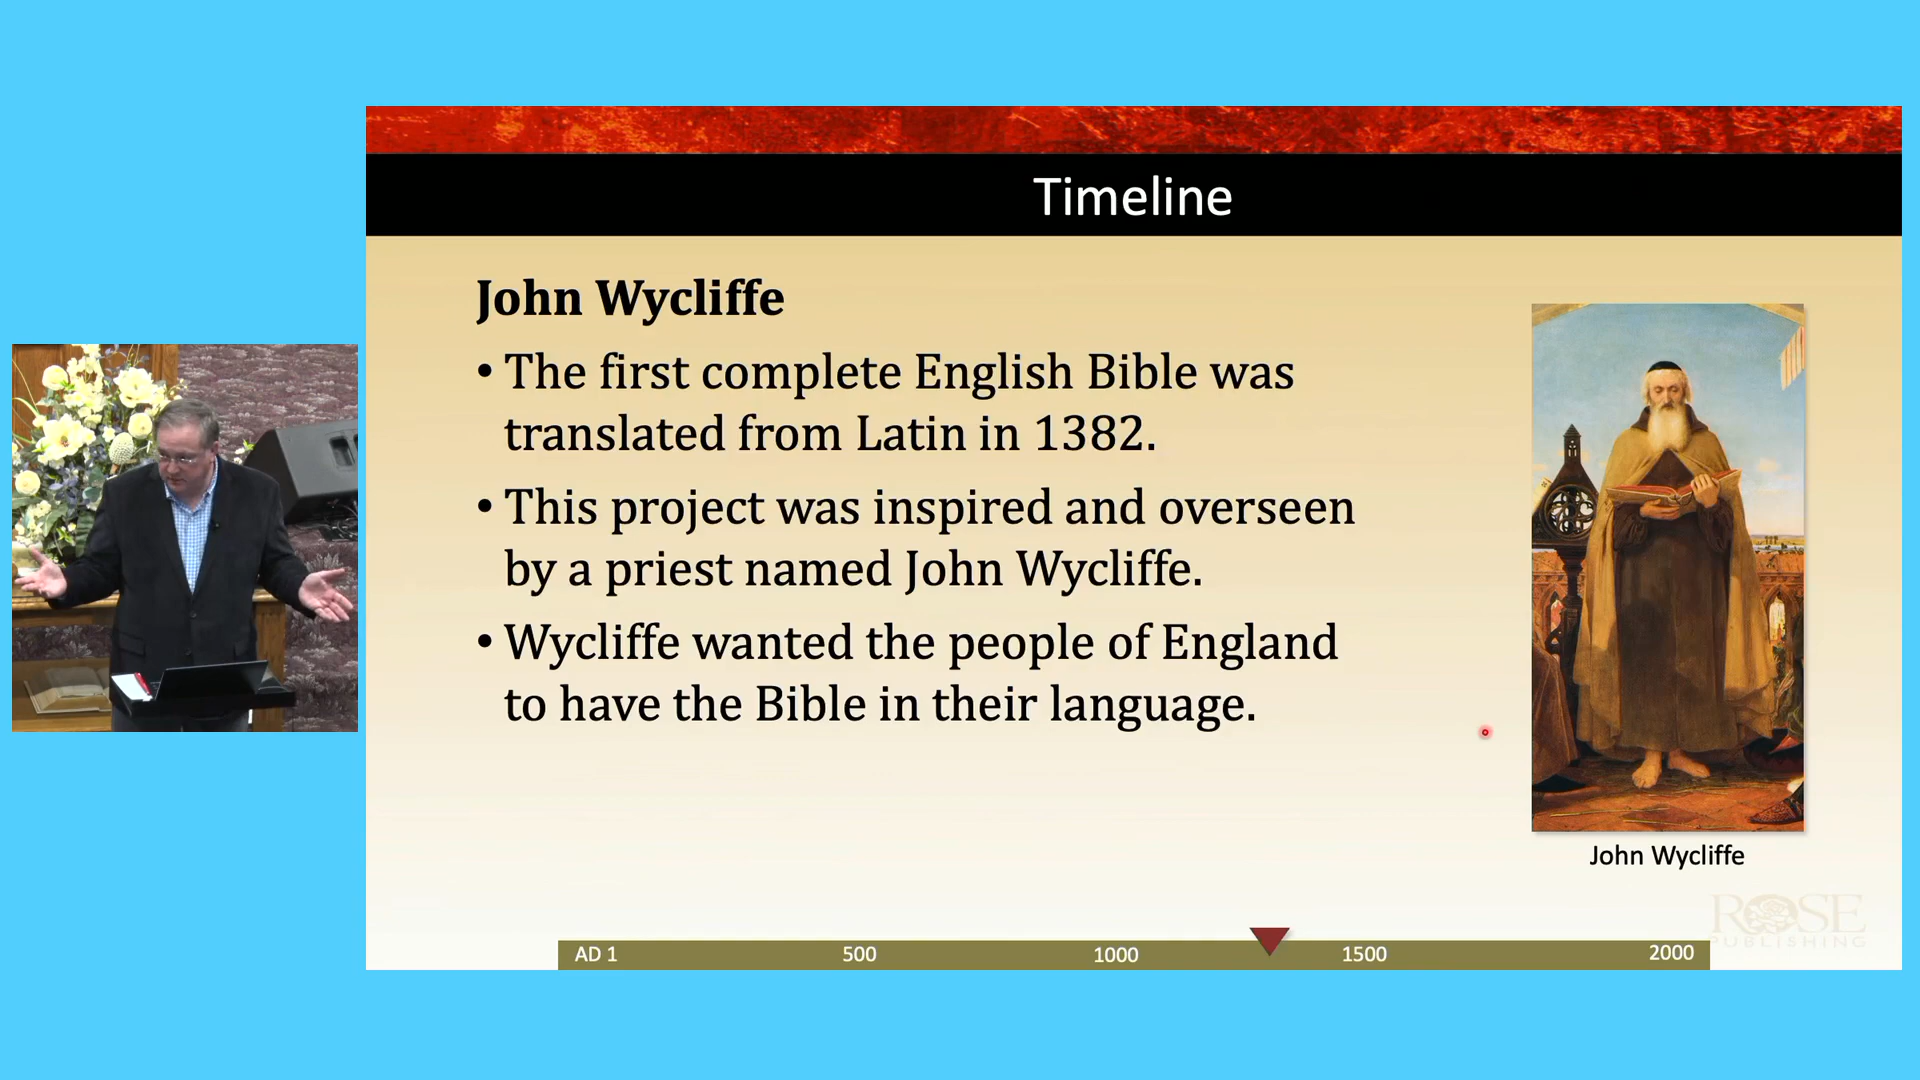 Timeline
John Wycliffe
• The first complete English Bible was
translated from Latin in 1382.
• This project was inspired and overseen
by a priest named John Wycliffe.
• Wycliffe wanted the people of England
to have the Bible in their language.
John Wycliffe
ROSE
PUBLISHING
AD 1 500 1000 1500 2000